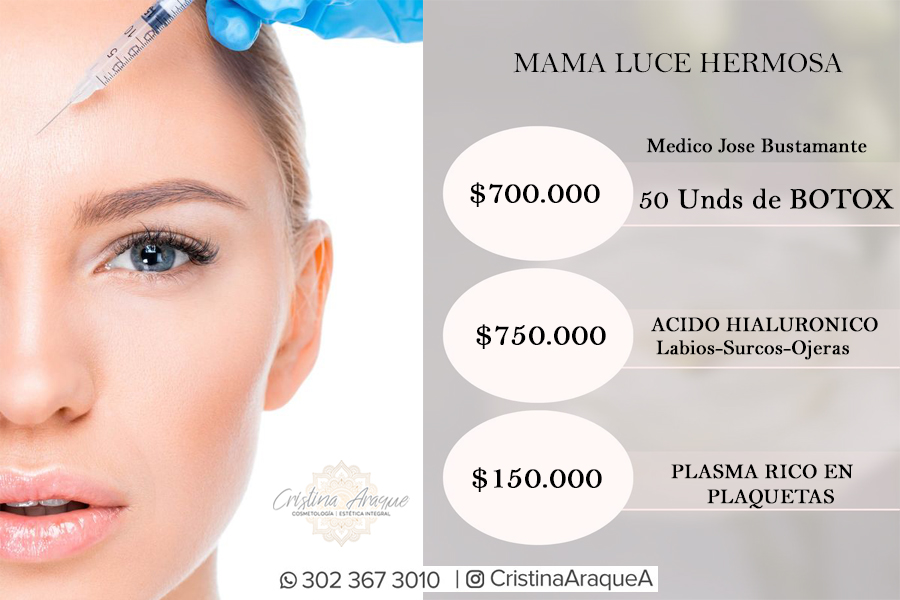 MAMA LUCE HERMOSA
Medico Jose Bustamante
$700.000
50 Unds de BOTOX
$750.000
ACIDO HIALURONICO
Labios-Surcos-Ojeras
$150.000
PLASMA RICO EN
PLAQUETAS
Cristina Araque
COSMETOLOGÍA | ESTÉTICA INTEGRAL
302 367 3010 | CristinaAraqueA